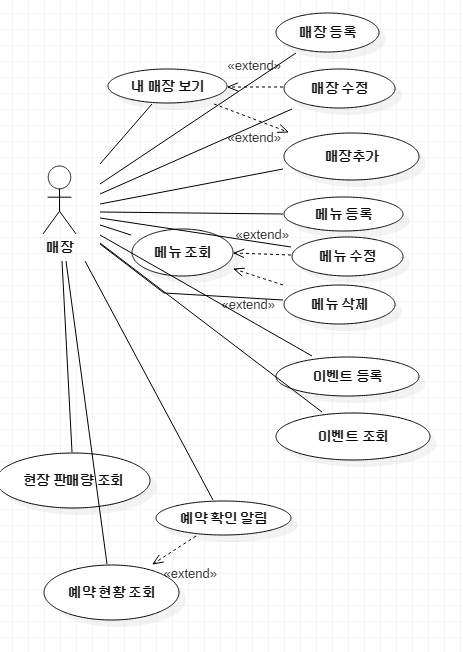 매장 등록
«extend»
내 매장 보기
매장 수정
«extend»
매장추가
메뉴 등록
«extend»
매장
메뉴 조회
메뉴 수정
«extend»
메뉴 삭제
이벤트 등록
이벤트 조회
현장 판매량 조회
예약 확인 알림
«extend»
예약 현황 조회